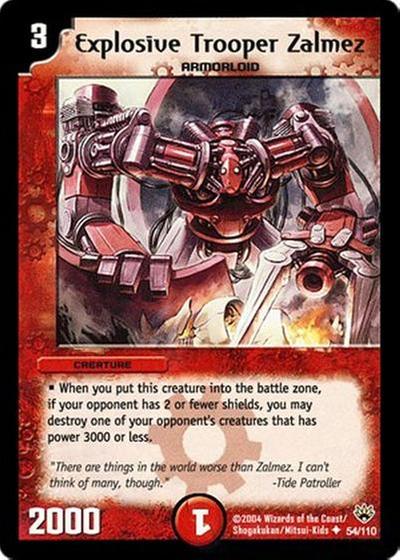 3 Explosive Trooper Zalmez
ARMORLOID
CREATURE
▪ When you put this creature into the battle zone,
if your opponent has 2 or fewer shields, you may
destroy one of your opponent's creatures that has
power 3000 or less.
"There are things in the world worse than Zalmez. I can't
think of many, though." -Tide Patroller
2000
1
©2004 Wizards of the Coast/
Shogakukan/Mitsui-Kids ♦ 54/110